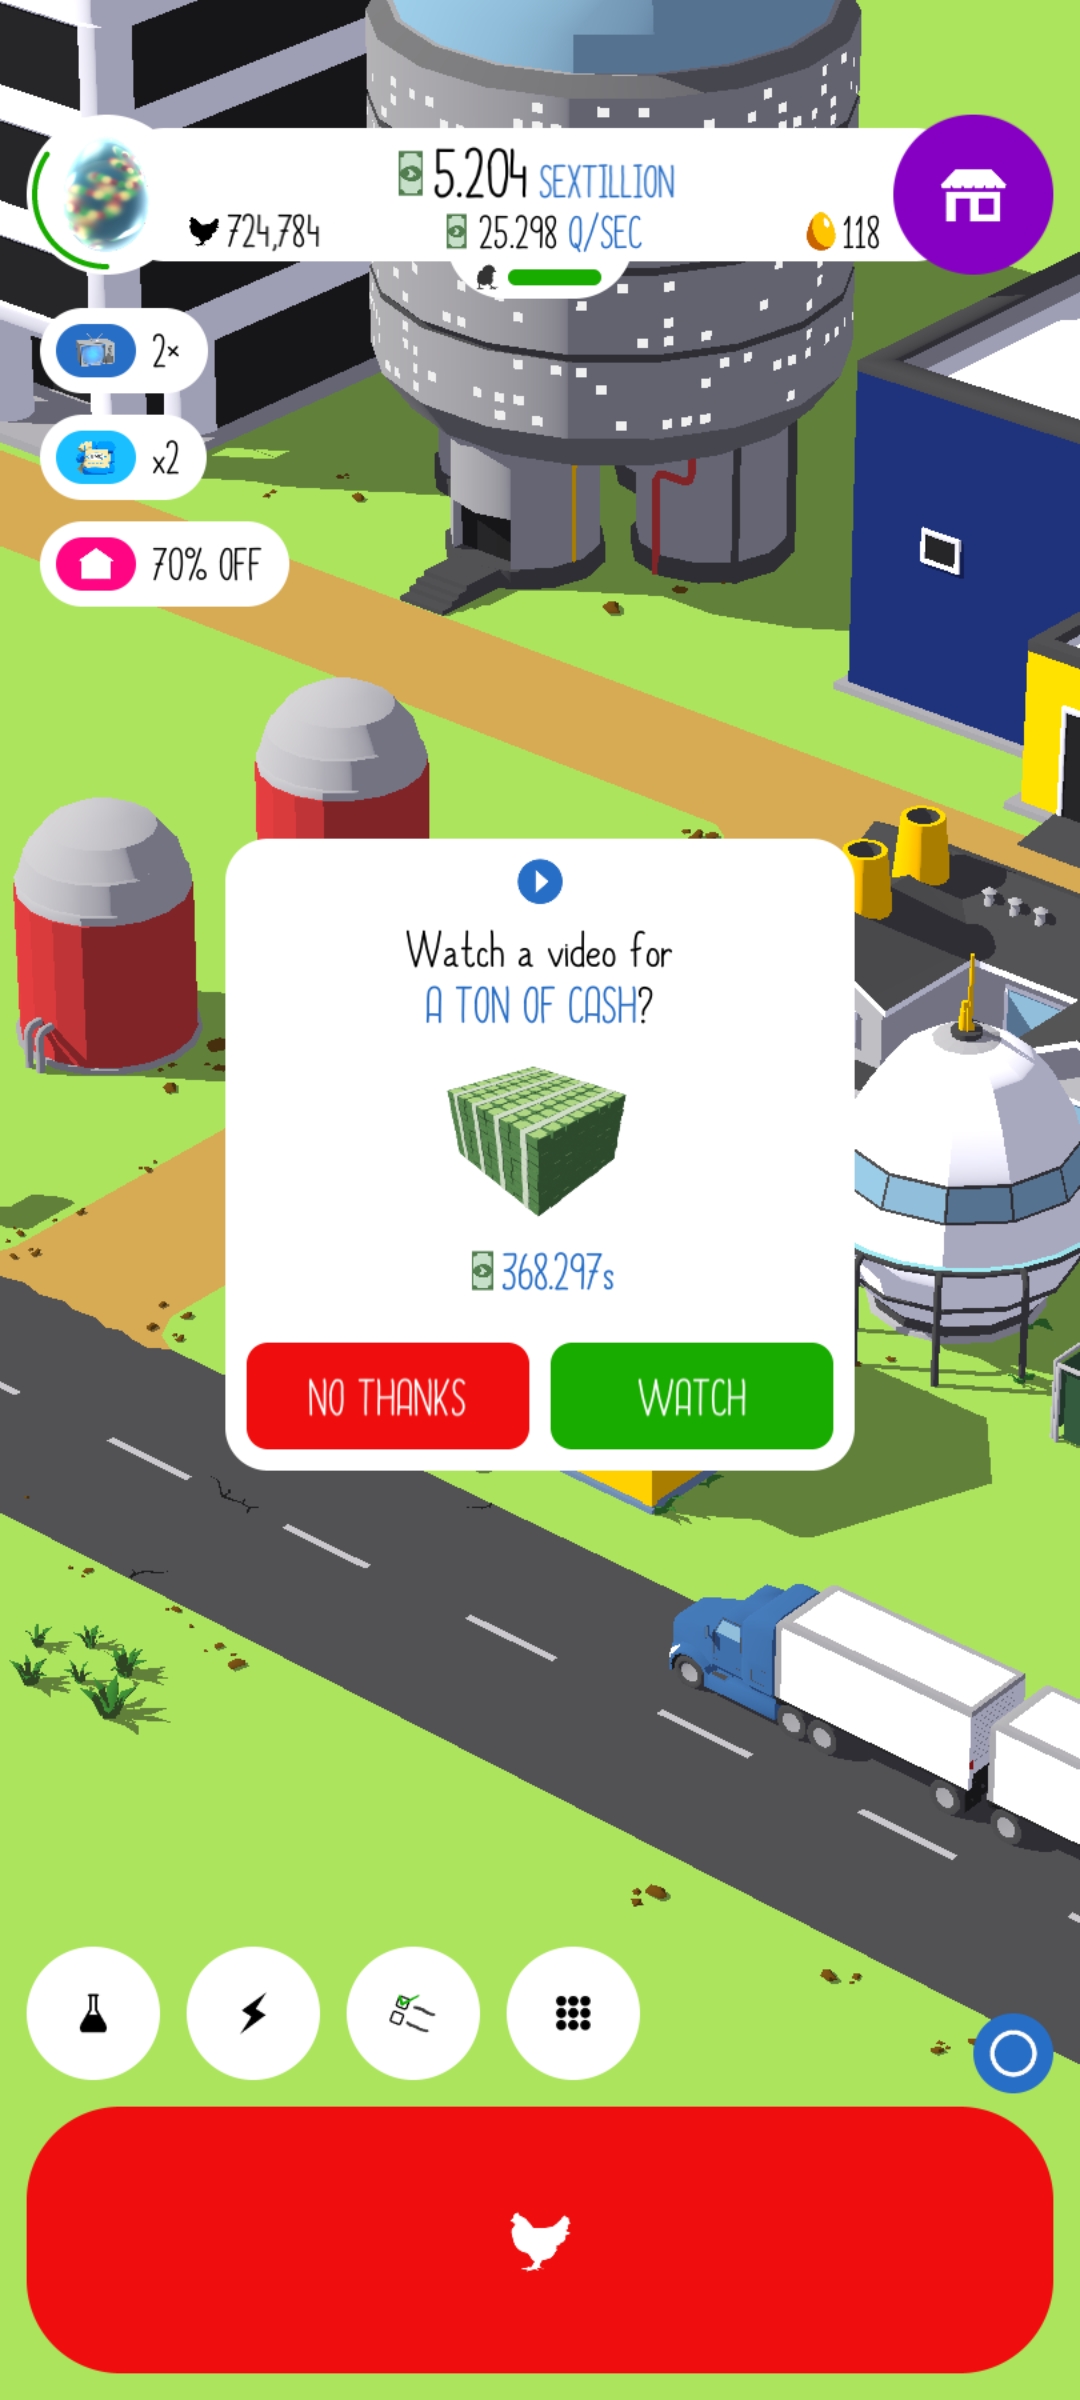 5.204 SEXTILLION
724,784
25.298 Q/SEC
118
2×
x2
70% OFF
Watch a video for
A TON OF CASH?
368.297s
NO THANKS
WATCH